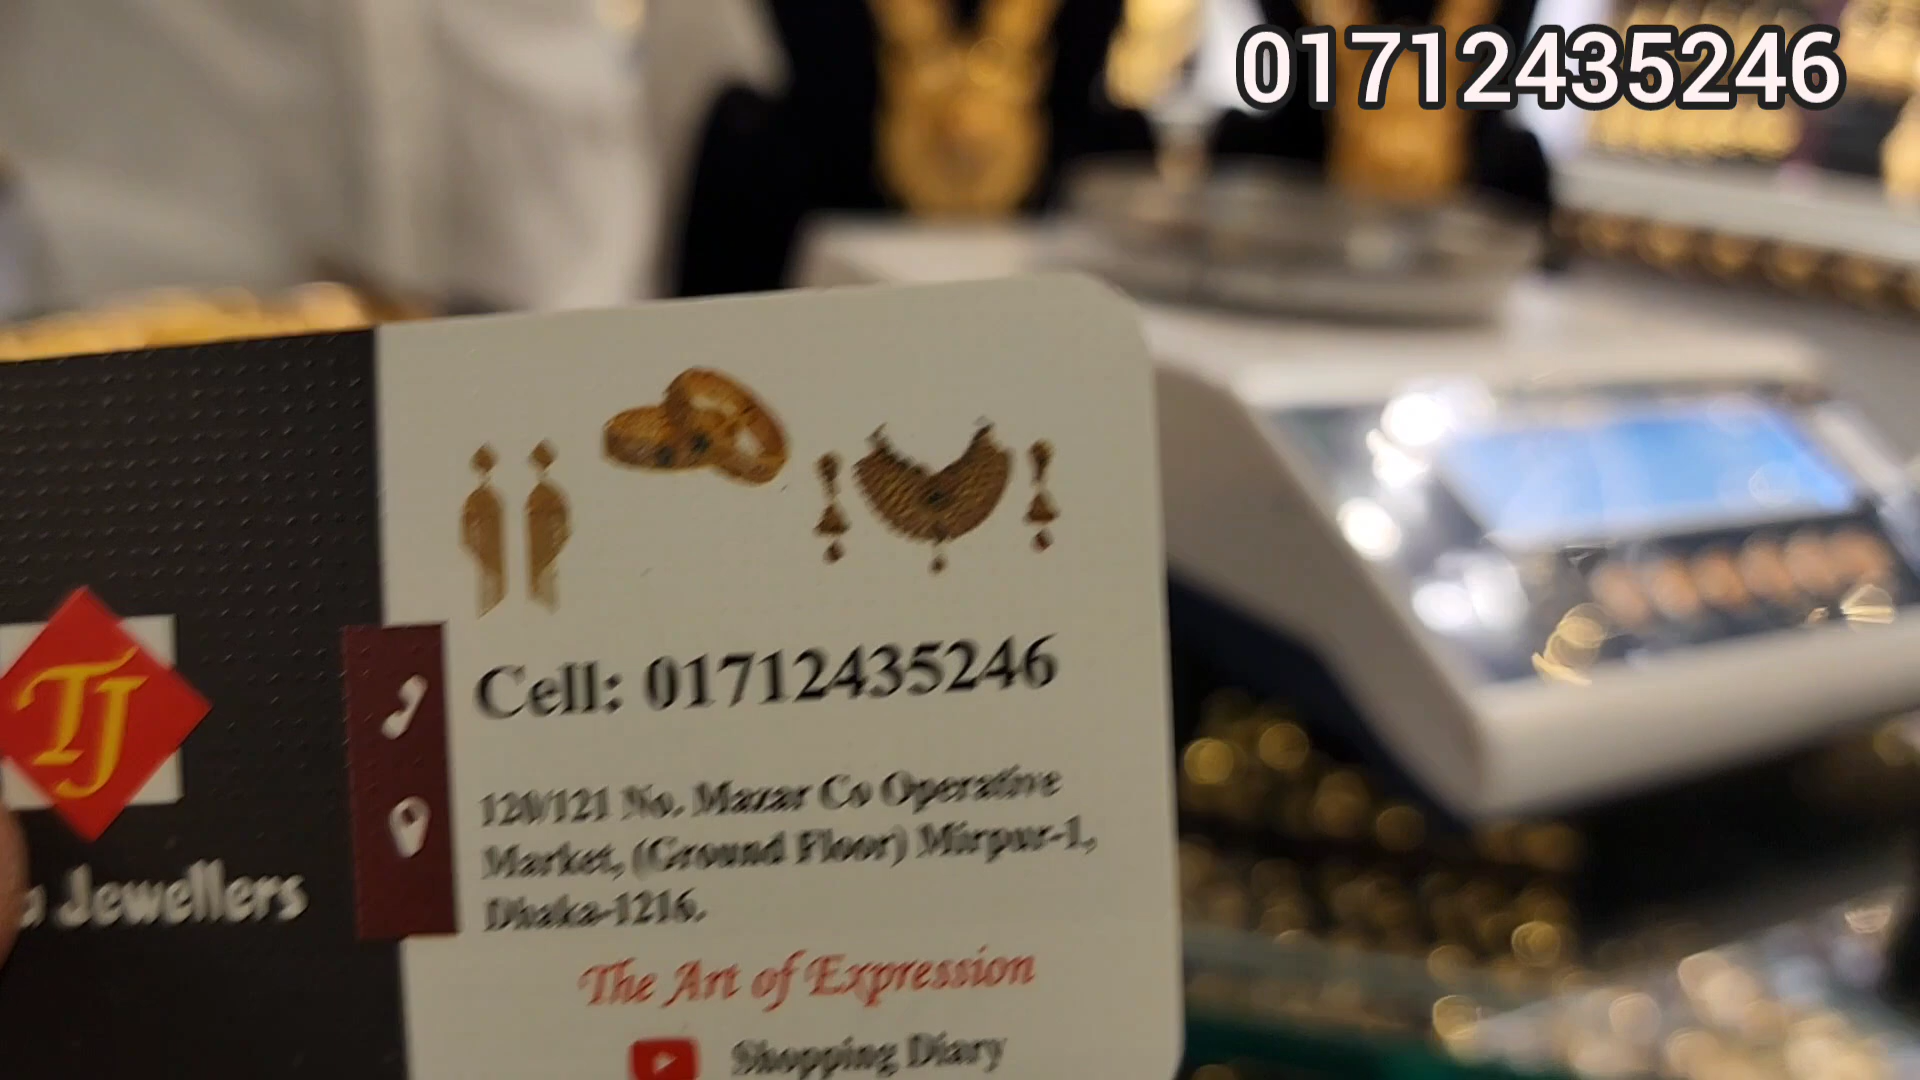 01712435246
TJ
Jewellers
Cell: 01712435246
120/121 No. Mazar Co Operative
Market, (Ground Floor) Mirpur-1,
Dhaka-1216.
The Art of Expression
Shopping Diary